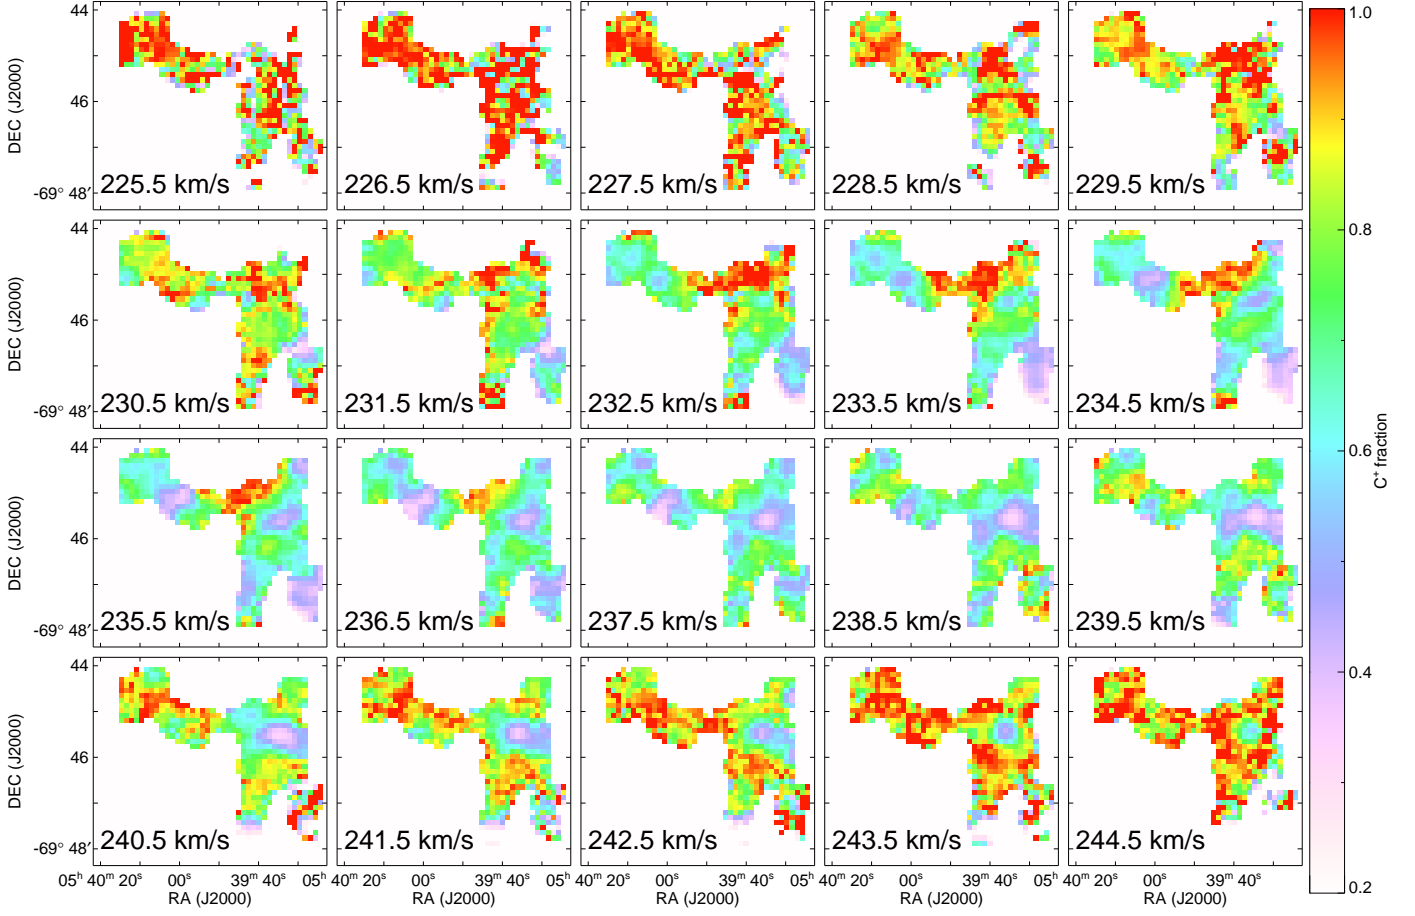 44
46
-69° 48′
DEC (J2000)
225.5 km/s
226.5 km/s
227.5 km/s
228.5 km/s
229.5 km/s
1.0
0.8
0.6
0.4
0.2
C⁺ fraction
44
46
-69° 48′
DEC (J2000)
230.5 km/s
231.5 km/s
232.5 km/s
233.5 km/s
234.5 km/s
44
46
-69° 48′
DEC (J2000)
235.5 km/s
236.5 km/s
237.5 km/s
238.5 km/s
239.5 km/s
44
46
-69° 48′
DEC (J2000)
240.5 km/s
241.5 km/s
242.5 km/s
243.5 km/s
244.5 km/s
05ʰ 40ᵐ 20ˢ 00ˢ 39ᵐ 40ˢ 05ʰ 40ᵐ 20ˢ 00ˢ 39ᵐ 40ˢ 05ʰ 40ᵐ 20ˢ 00ˢ 39ᵐ 40ˢ 05ʰ 40ᵐ 20ˢ 00ˢ 39ᵐ 40ˢ 05ʰ 40ᵐ 20ˢ 00ˢ 39ᵐ 40ˢ
RA (J2000) RA (J2000) RA (J2000) RA (J2000) RA (J2000)